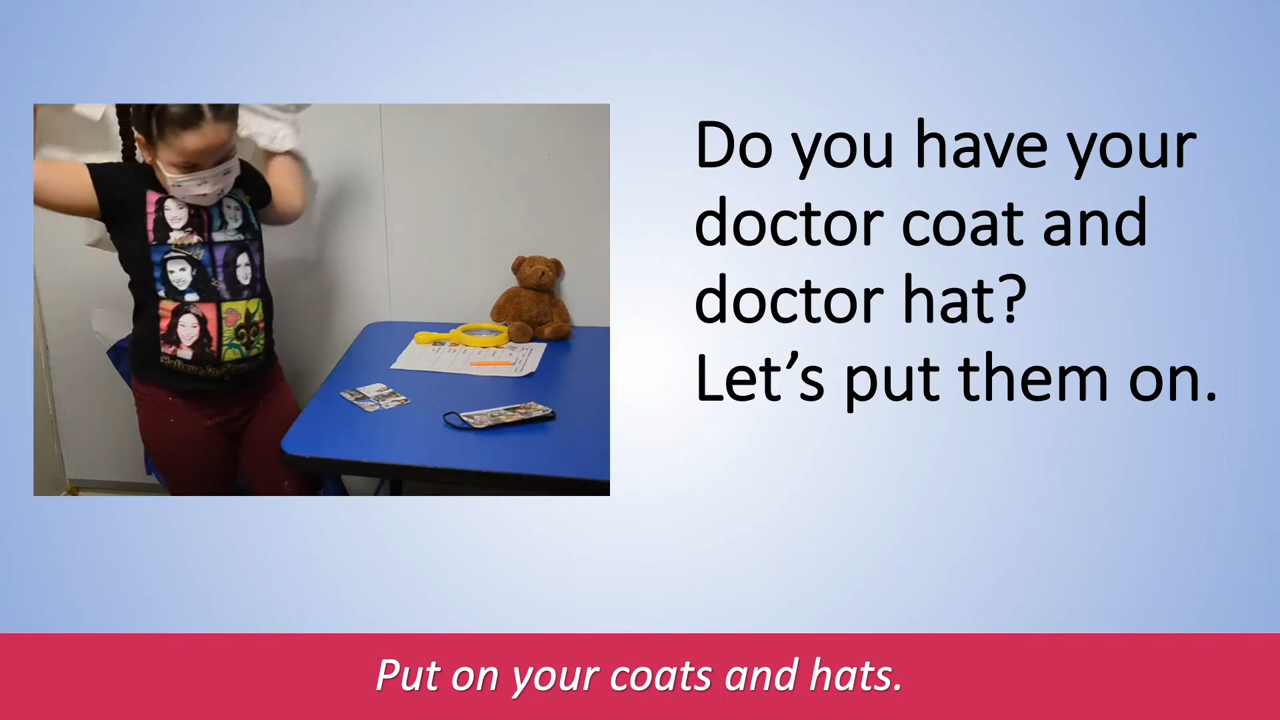 Do you have your
doctor coat and
doctor hat?
Let’s put them on.
Put on your coats and hats.